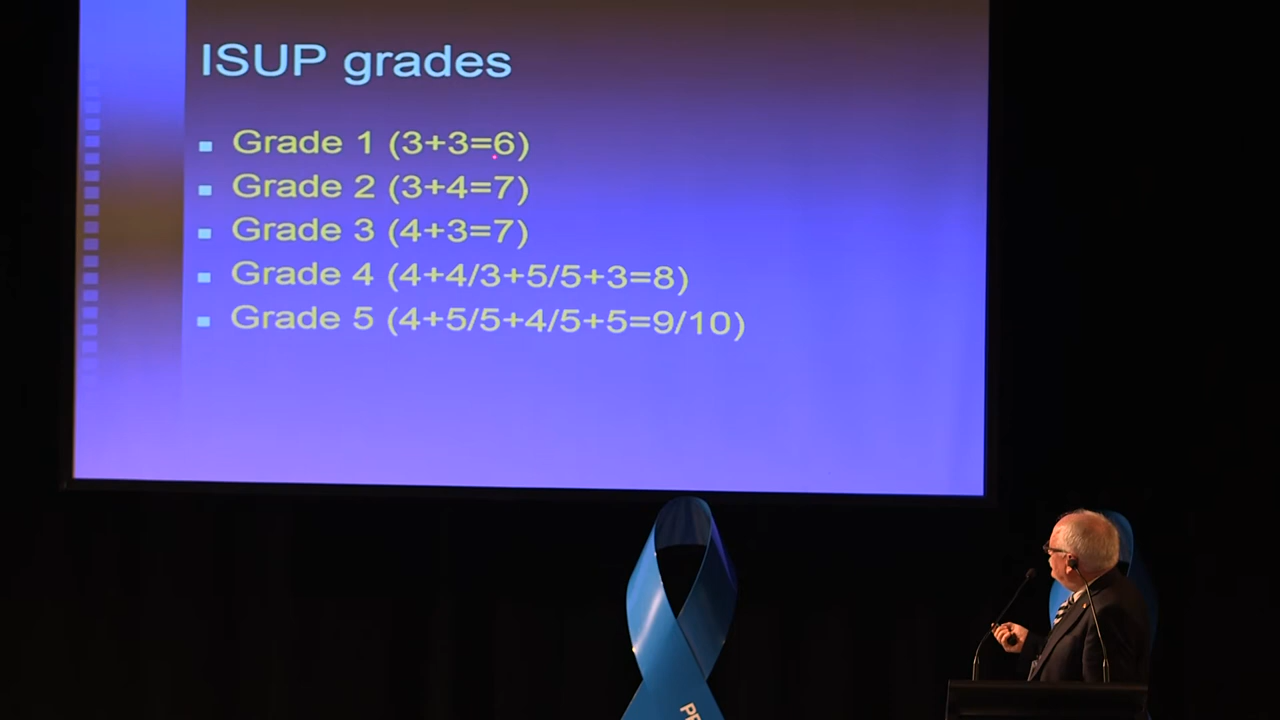 ISUP grades
Grade 1 (3+3=6)
Grade 2 (3+4=7)
Grade 3 (4+3=7)
Grade 4 (4+4/3+5/5+3=8)
Grade 5 (4+5/5+4/5+5=9/10)